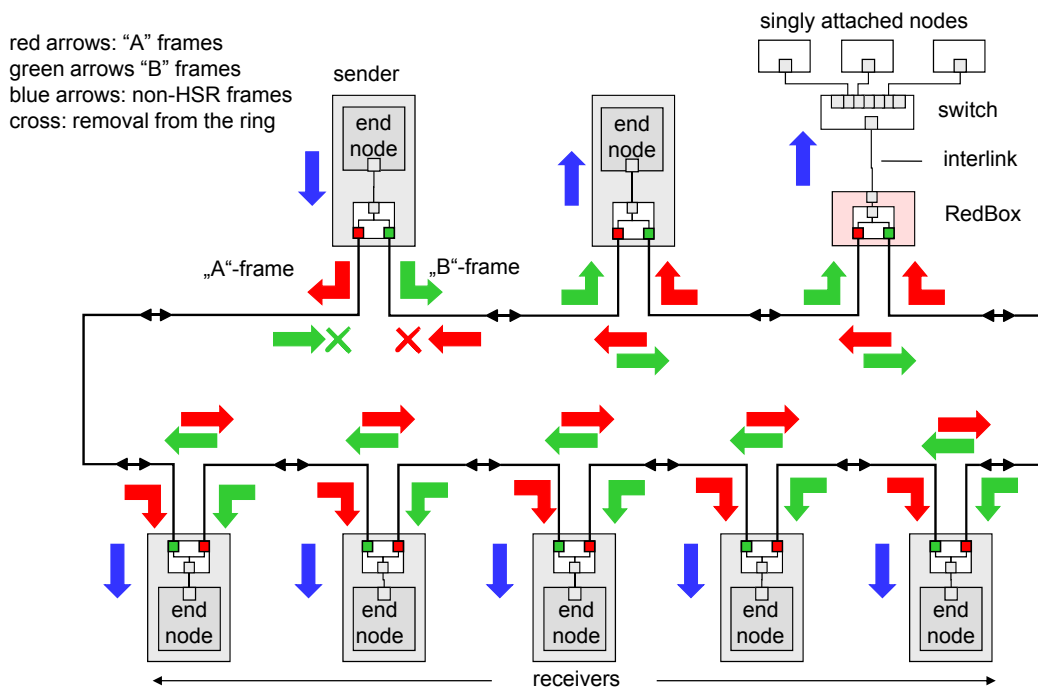 red arrows: “A” frames
green arrows “B” frames
blue arrows: non-HSR frames
cross: removal from the ring
singly attached nodes
sender
switch
interlink
RedBox
end
node
end
node
„A“-frame
„B“-frame
end
node
end
node
end
node
end
node
end
node
receivers